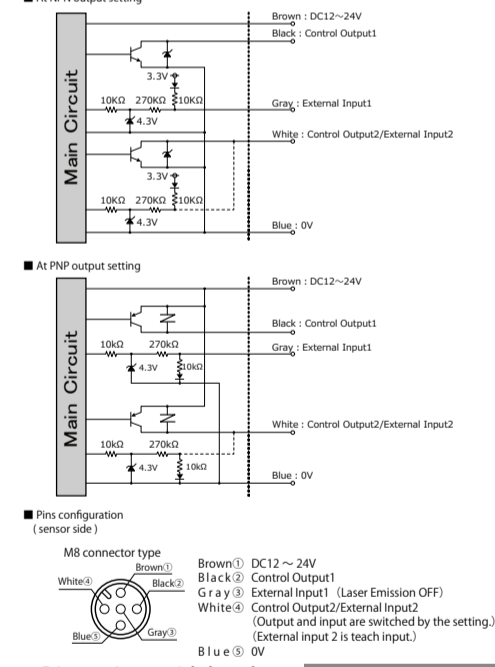 ■ At NPN output setting
Brown : DC12～24V
Black : Control Output1
3.3V
10KΩ 270KΩ 10KΩ
Gray : External Input1
4.3V
White : Control Output2/External Input2
Main Circuit
3.3V
10KΩ 270KΩ 10KΩ
4.3V
Blue : 0V
■ At PNP output setting
Brown : DC12～24V
Black : Control Output1
10kΩ 270kΩ
Gray : External Input1
4.3V 10kΩ
Main Circuit
White : Control Output2/External Input2
10kΩ 270kΩ
4.3V 10kΩ
Blue : 0V
■ Pins configuration
( sensor side )
M8 connector type
Brown①
White④
Black②
Blue⑤
Gray③
Brown① DC12 ～ 24V
Black② Control Output1
Gray③ External Input1 (Laser Emission OFF)
White④ Control Output2/External Input2
(Output and input are switched by the setting.)
(External input 2 is teach input.)
Blue⑤ 0V